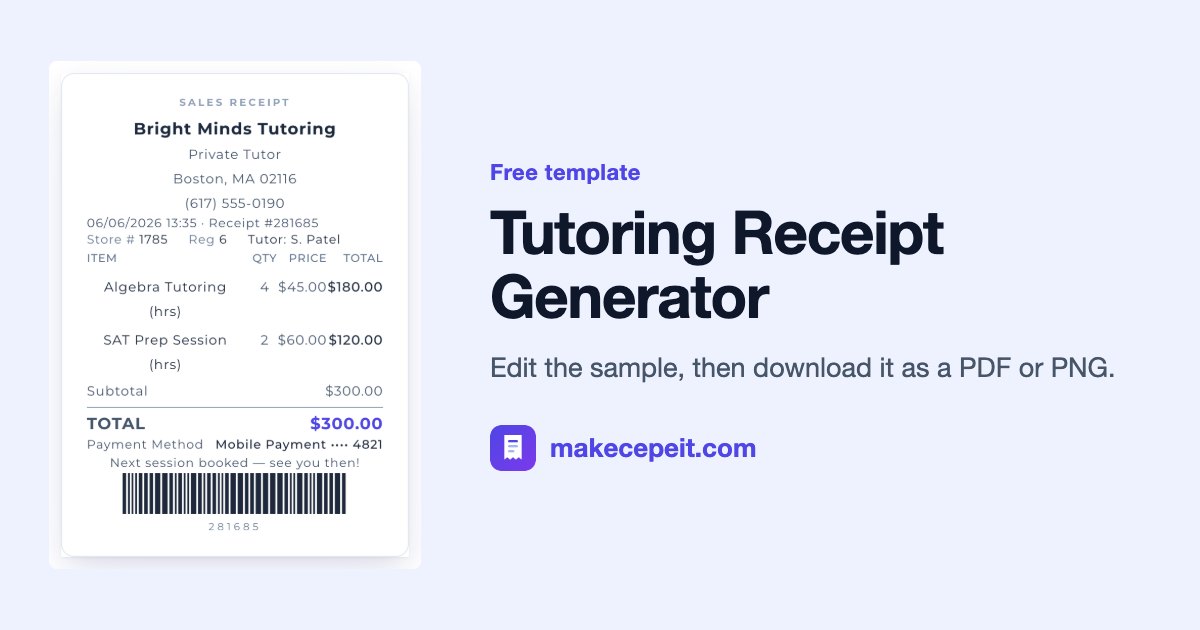 SALES RECEIPT
Bright Minds Tutoring
Private Tutor
Boston, MA 02116
(617) 555-0190
06/06/2026 13:35 · Receipt #281685
Store # 1785 Reg 6 Tutor: S. Patel
ITEM QTY PRICE TOTAL
Algebra Tutoring 4 $45.00 $180.00
(hrs)
SAT Prep Session 2 $60.00 $120.00
(hrs)
Subtotal $300.00
TOTAL $300.00
Payment Method Mobile Payment •••• 4821
Next session booked — see you then!
281685
Free template
Tutoring Receipt
Generator
Edit the sample, then download it as a PDF or PNG.
makecepeit.com